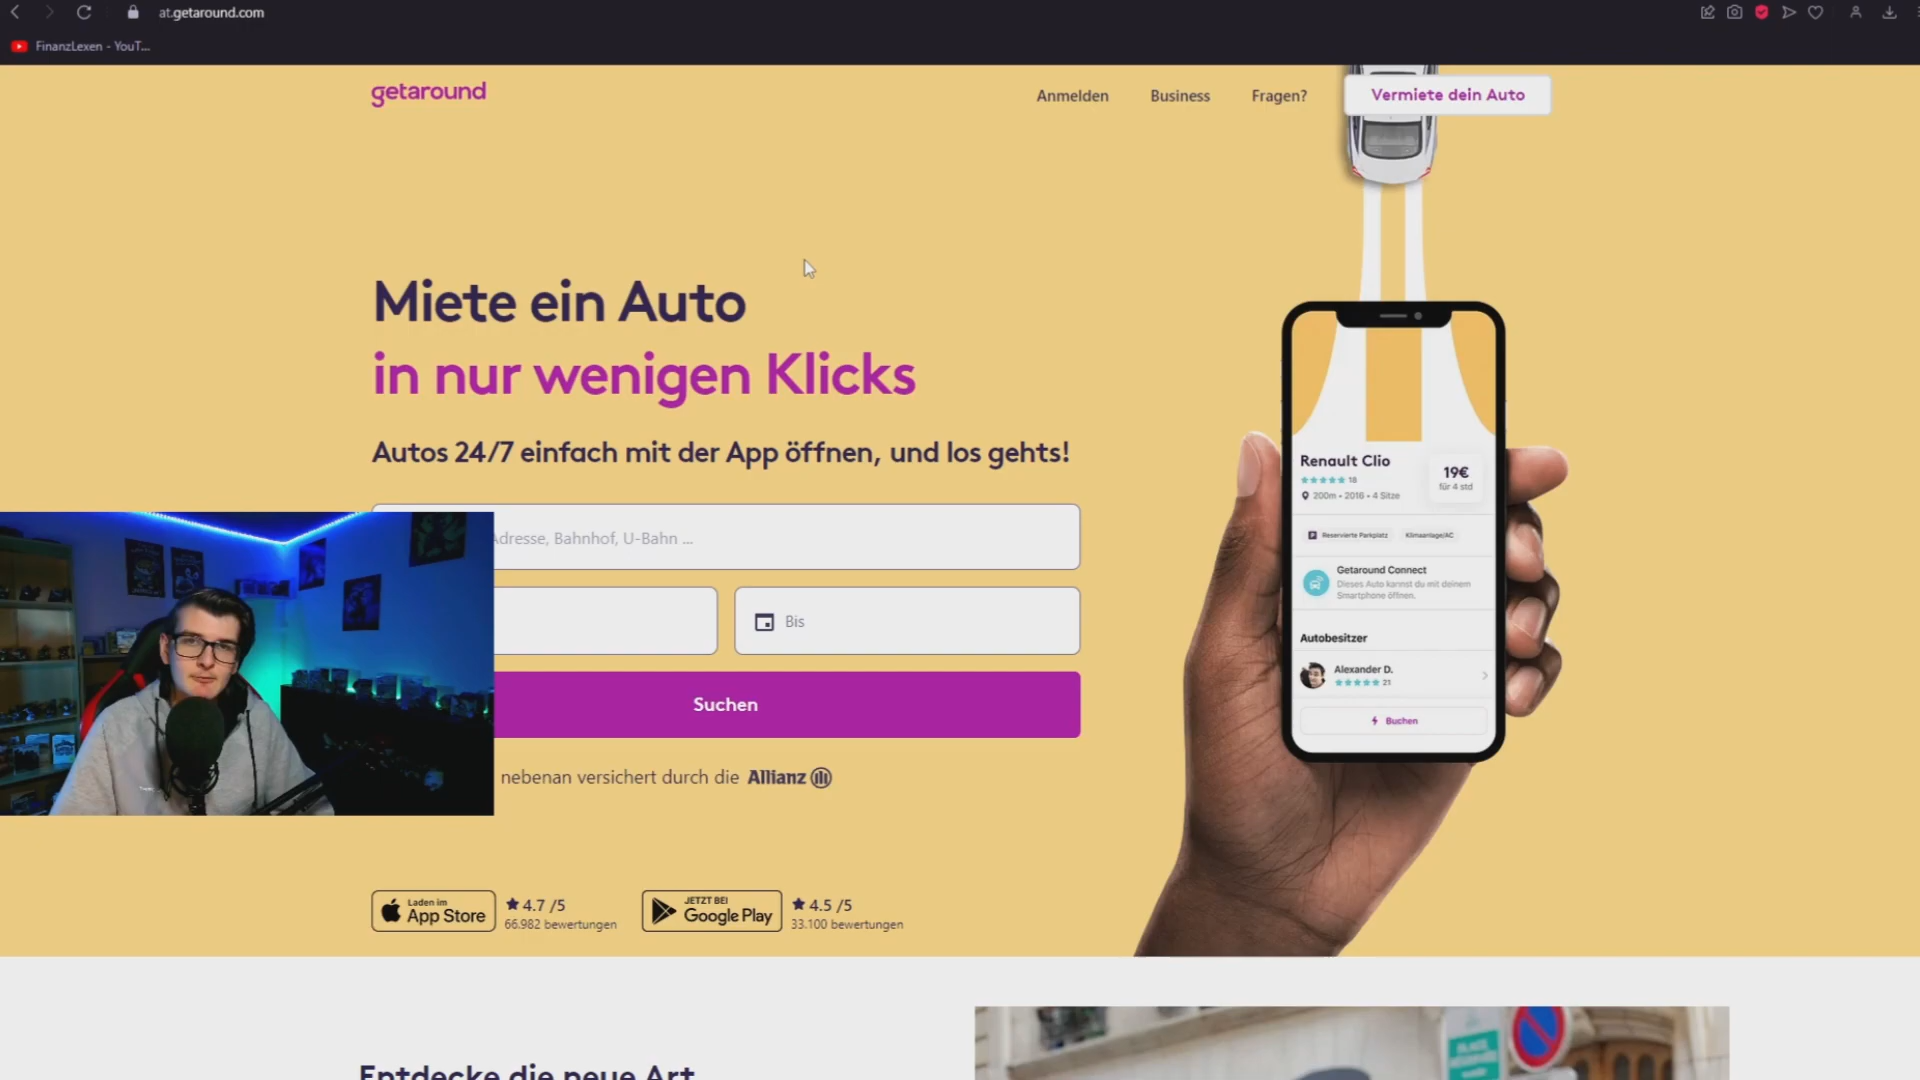 at.getaround.com
FinanzLexen - YouT...
getaround
Anmelden
Business
Fragen?
Vermiete dein Auto
Miete ein Auto
in nur wenigen Klicks
Autos 24/7 einfach mit der App öffnen, und los gehts!
Adresse, Bahnhof, U-Bahn ...
Bis
Suchen
nebenan versichert durch die Allianz
Laden im
App Store
4.7 /5
66.982 bewertungen
JETZT BEI
Google Play
4.5 /5
33.100 bewertungen
Renault Clio
18
200m • 2016 • 4 Sitze
19€
für 4 std
P Reservierte Parkplatz
Klimaanlage/AC
Getaround Connect
Dieses Auto kannst du mit deinem
Smartphone öffnen.
Autobesitzer
Alexander D.
21
Buchen
Entdecke die neue Art